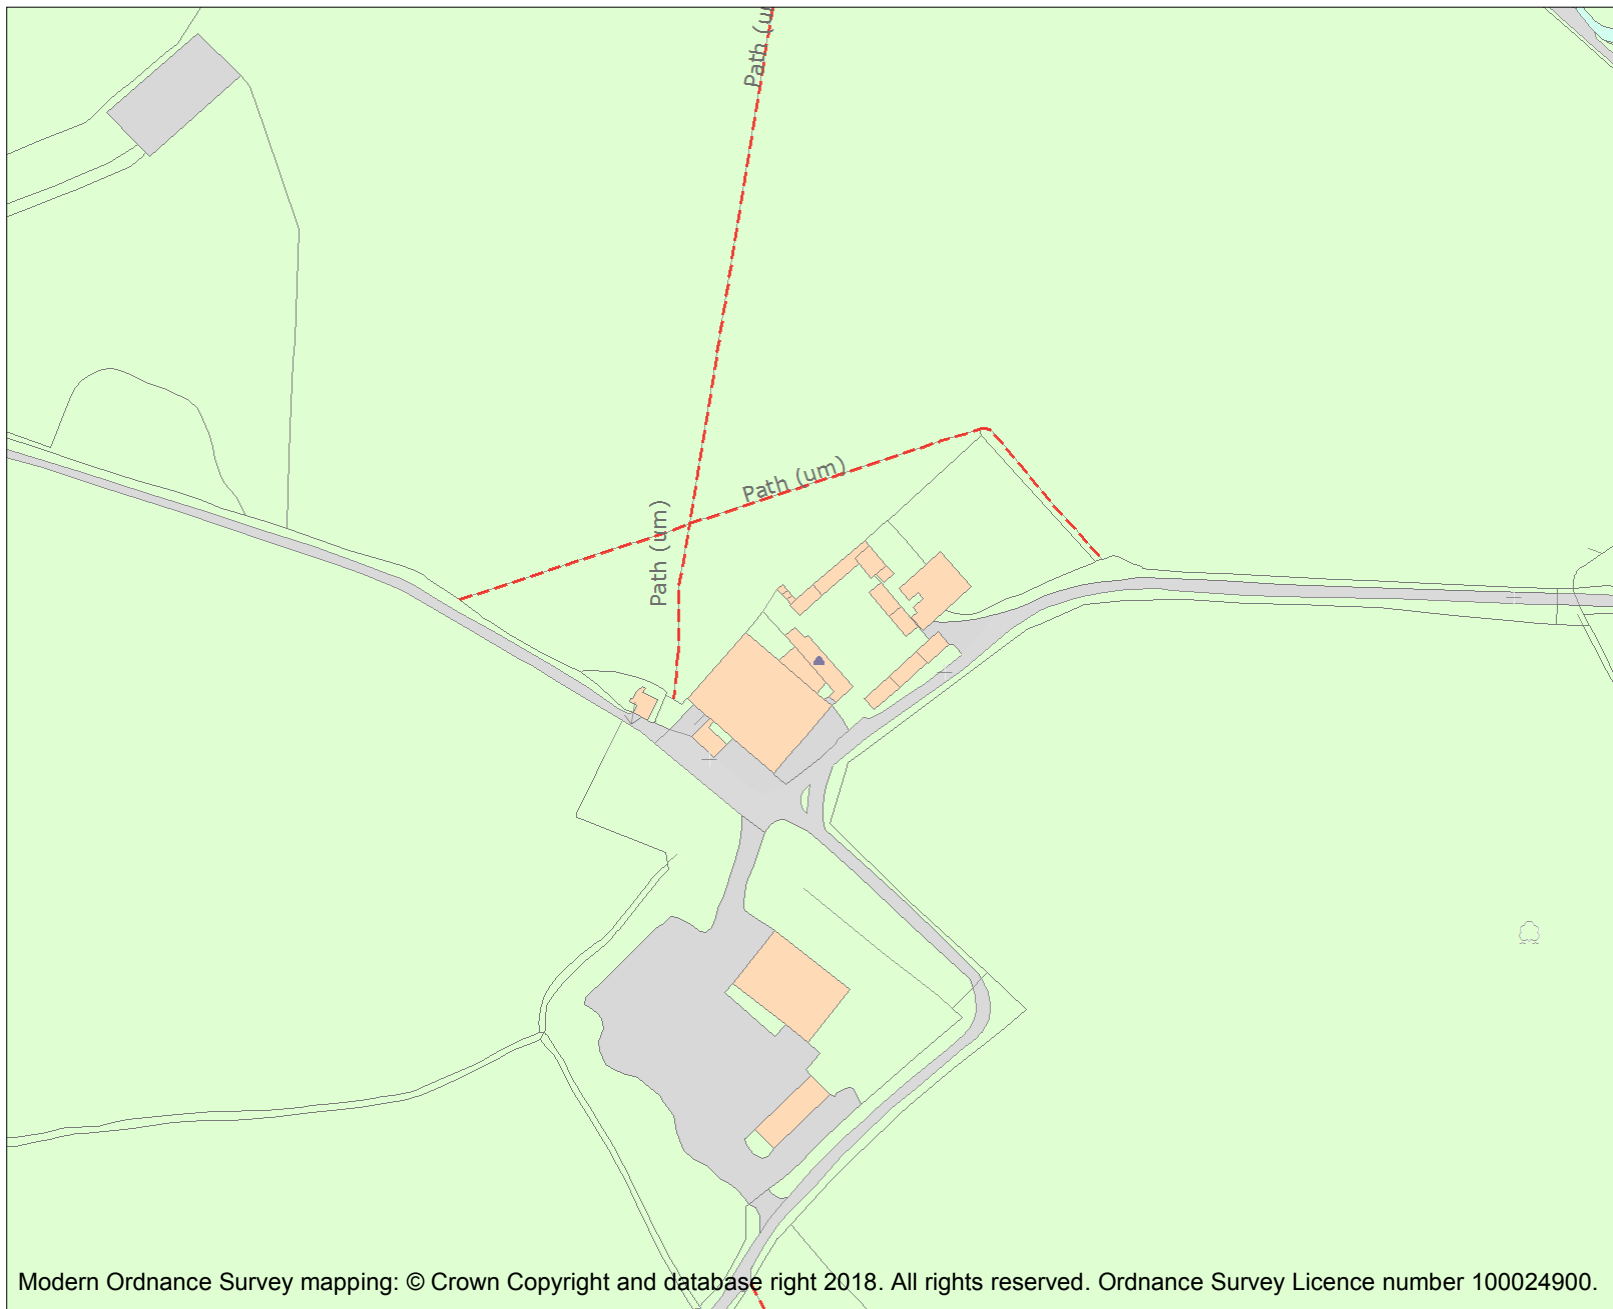 Path (u
Path (um)
Path (um)
Modern Ordnance Survey mapping: © Crown Copyright and database right 2018. All rights reserved. Ordnance Survey Licence number 100024900.